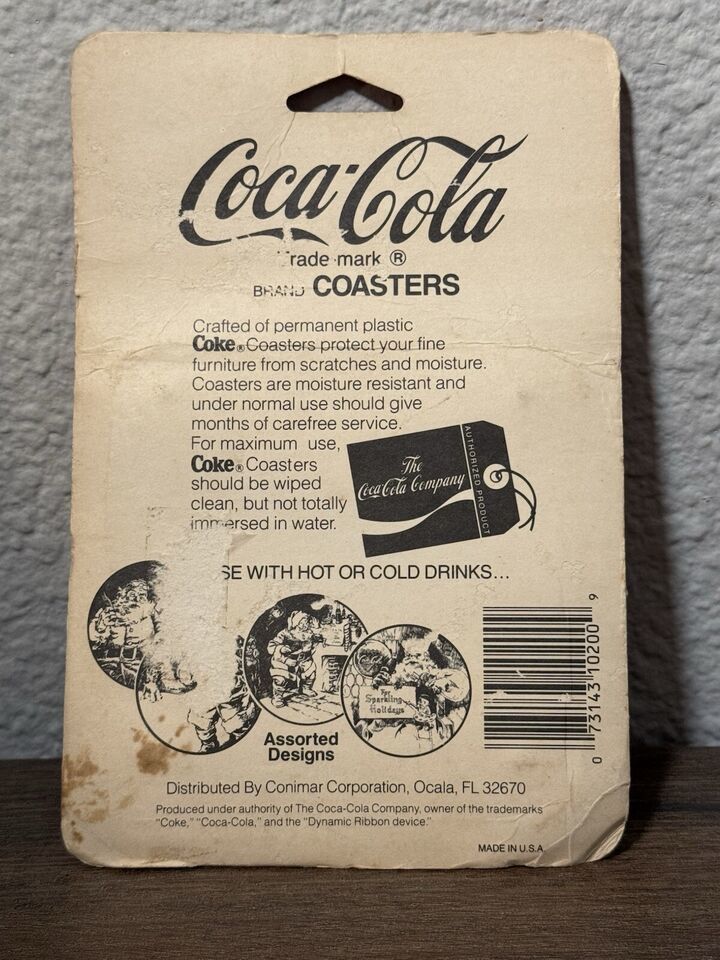 Coca-Cola
Trade mark ®
BRAND COASTERS
Crafted of permanent plastic
Coke® Coasters protect your fine
furniture from scratches and moisture.
Coasters are moisture resistant and
under normal use should give
months of carefree service.
For maximum use,
Coke® Coasters
should be wiped
clean, but not totally
immersed in water.
The
Coca-Cola Company
AUTHORIZED PRODUCT
SE WITH HOT OR COLD DRINKS...
For
Sparkling
Holidays
Assorted
Designs
0 73143 10200 9
Distributed By Conimar Corporation, Ocala, FL 32670
Produced under authority of The Coca-Cola Company, owner of the trademarks
"Coke," "Coca-Cola," and the "Dynamic Ribbon device."
MADE IN U.S.A.